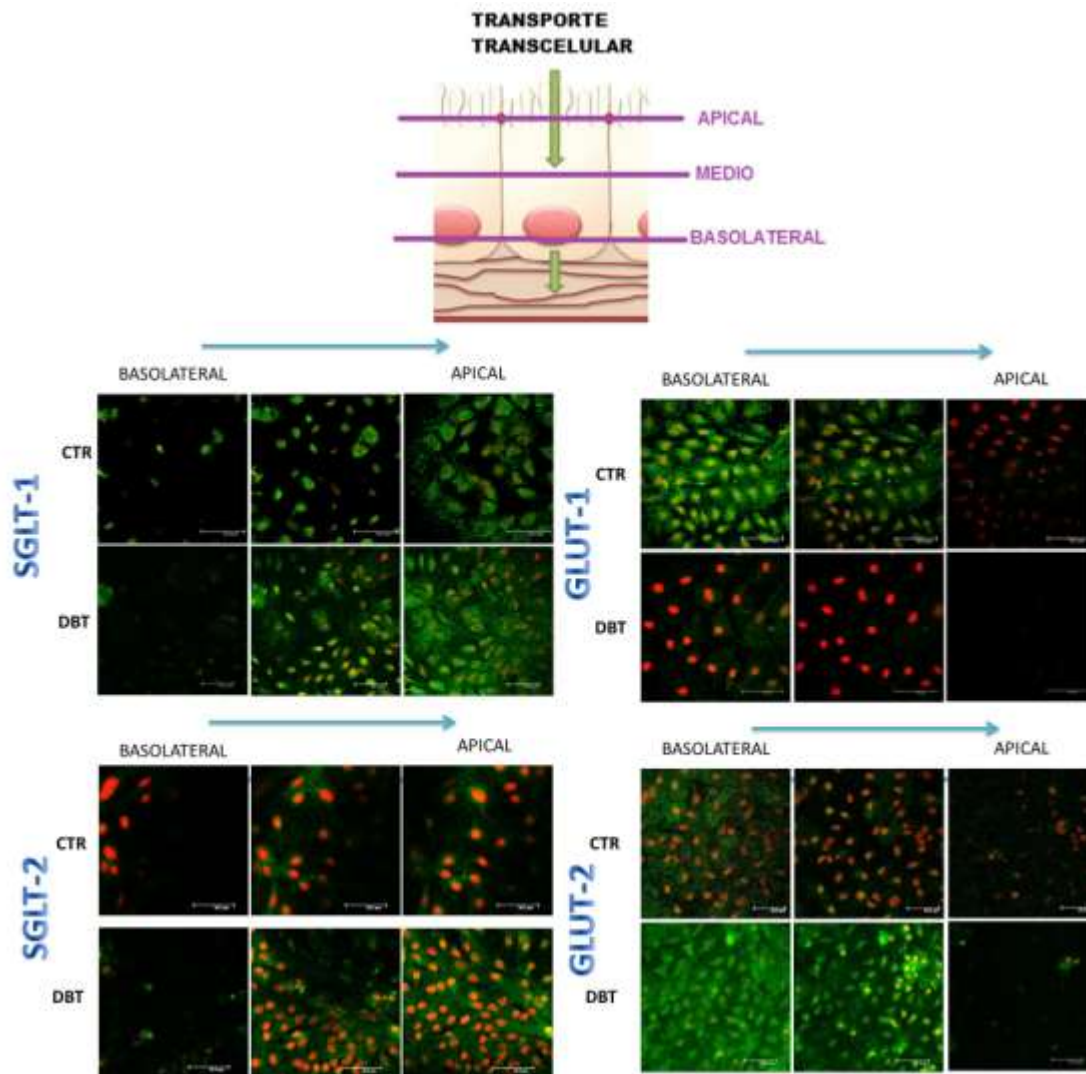 TRANSPORTE
TRANSCELULAR
APICAL
MEDIO
BASOLATERAL
BASOLATERAL APICAL
SGLT-1
CTR
DBT
BASOLATERAL APICAL
GLUT-1
CTR
DBT
BASOLATERAL APICAL
SGLT-2
CTR
DBT
BASOLATERAL APICAL
GLUT-2
CTR
DBT